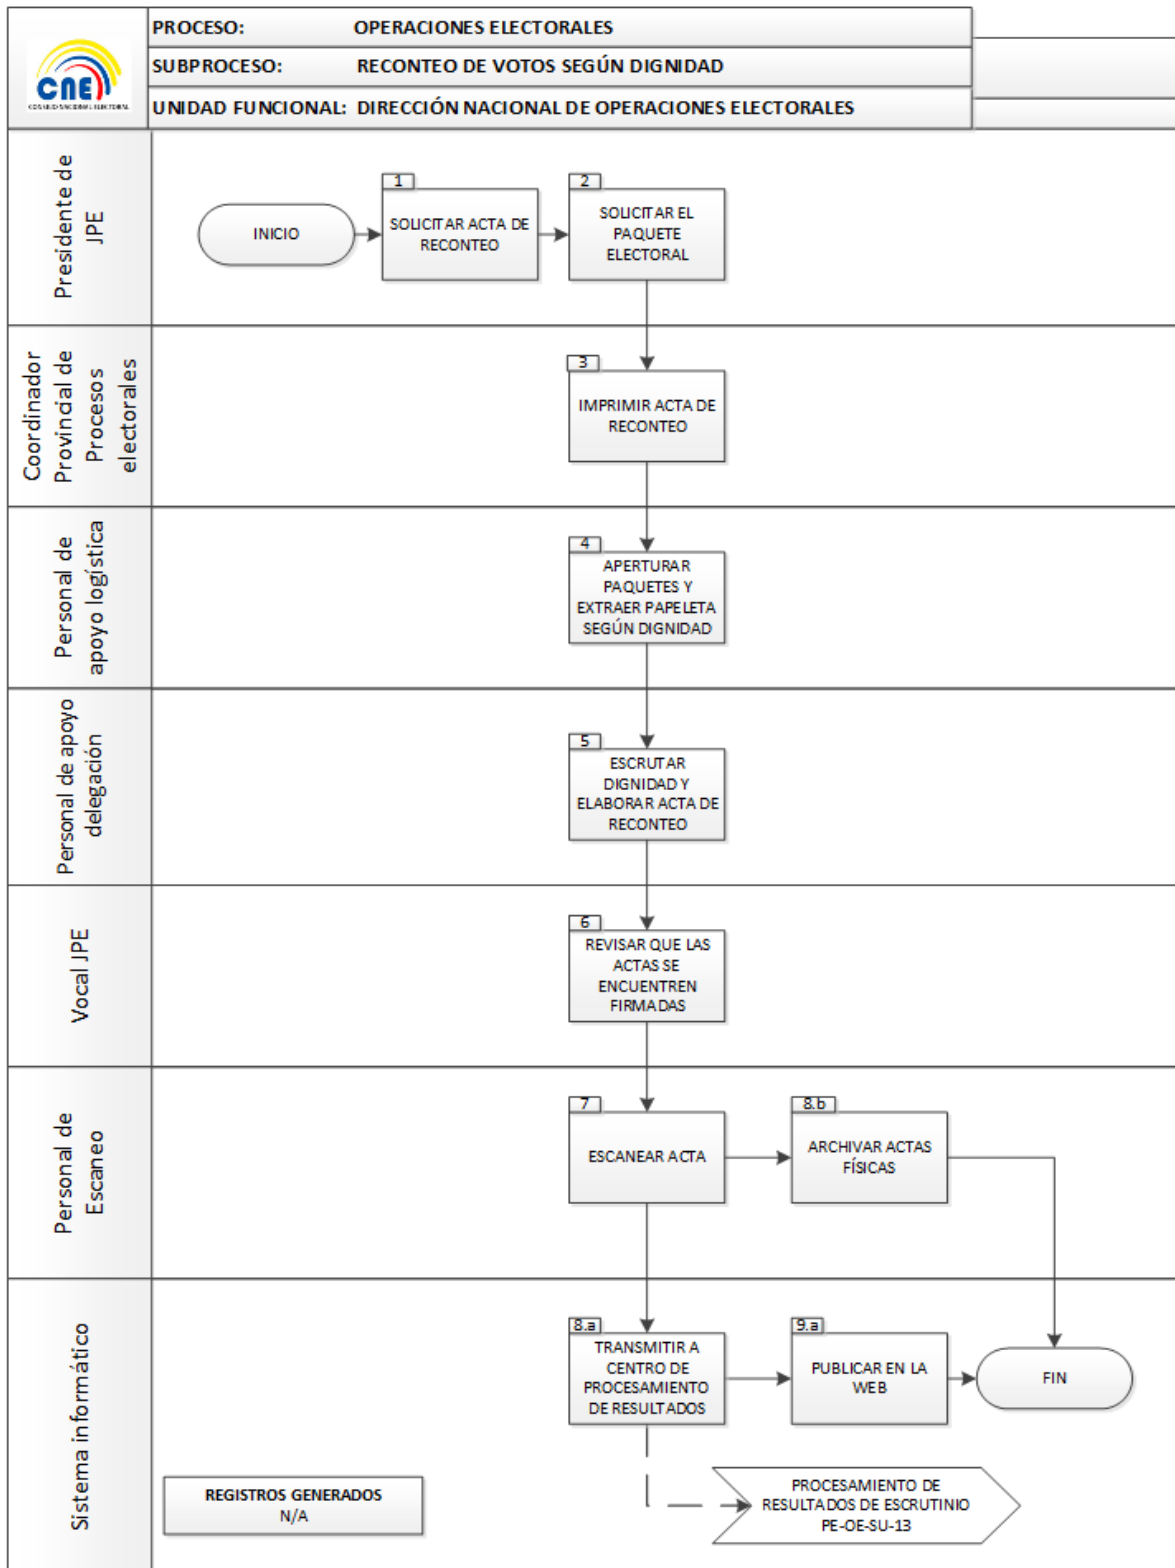 CNE
CONSEJO NACIONAL ELECTORAL
PROCESO: OPERACIONES ELECTORALES
SUBPROCESO: RECONTEO DE VOTOS SEGÚN DIGNIDAD
UNIDAD FUNCIONAL: DIRECCIÓN NACIONAL DE OPERACIONES ELECTORALES
Presidente de
JPE
INICIO
1
SOLICITAR ACTA DE
RECONTEO
2
SOLICITAR EL
PAQUETE
ELECTORAL
Coordinador
Provincial de
Procesos
electorales
3
IMPRIMIR ACTA DE
RECONTEO
Personal de
apoyo logística
4
APERTURAR
PAQUETES Y
EXTRAER PAPELETA
SEGÚN DIGNIDAD
Personal de apoyo
delegación
5
ESCRUTAR
DIGNIDAD Y
ELABORAR ACTA DE
RECONTEO
Vocal JPE
6
REVISAR QUE LAS
ACTAS SE
ENCUENTREN
FIRMADAS
Personal de
Escaneo
7
ESCANEAR ACTA
8.b
ARCHIVAR ACTAS
FÍSICAS
Sistema informático
8.a
TRANSMITIR A
CENTRO DE
PROCESAMIENTO
DE RESULTADOS
9.a
PUBLICAR EN LA
WEB
FIN
REGISTROS GENERADOS
N/A
PROCESAMIENTO DE
RESULTADOS DE ESCRUTINIO
PE-OE-SU-13